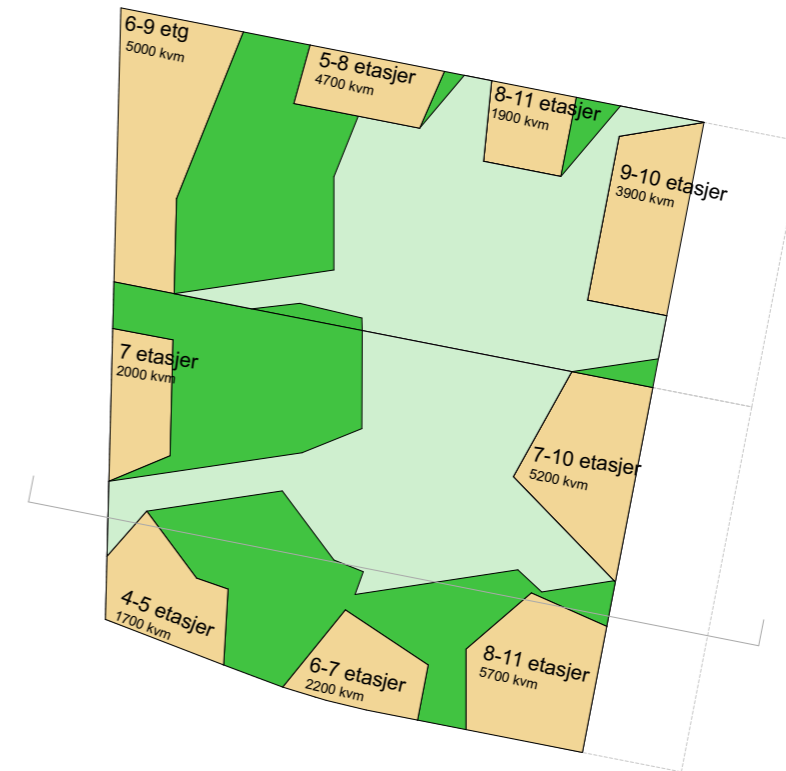 6-9 etg
5000 kvm
5-8 etasjer
4700 kvm
8-11 etasjer
1900 kvm
9-10 etasjer
3900 kvm
7 etasjer
2000 kvm
7-10 etasjer
5200 kvm
4-5 etasjer
1700 kvm
6-7 etasjer
2200 kvm
8-11 etasjer
5700 kvm